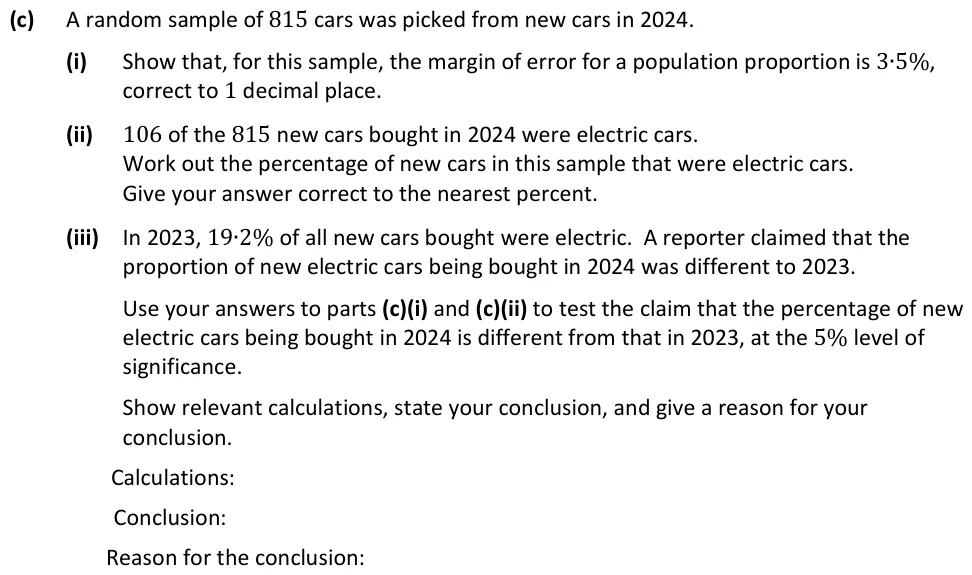 (c) A random sample of 815 cars was picked from new cars in 2024.
(i) Show that, for this sample, the margin of error for a population proportion is 3·5%,
correct to 1 decimal place.
(ii) 106 of the 815 new cars bought in 2024 were electric cars.
Work out the percentage of new cars in this sample that were electric cars.
Give your answer correct to the nearest percent.
(iii) In 2023, 19·2% of all new cars bought were electric. A reporter claimed that the
proportion of new electric cars being bought in 2024 was different to 2023.
Use your answers to parts (c)(i) and (c)(ii) to test the claim that the percentage of new
electric cars being bought in 2024 is different from that in 2023, at the 5% level of
significance.
Show relevant calculations, state your conclusion, and give a reason for your
conclusion.
Calculations:
Conclusion:
Reason for the conclusion: